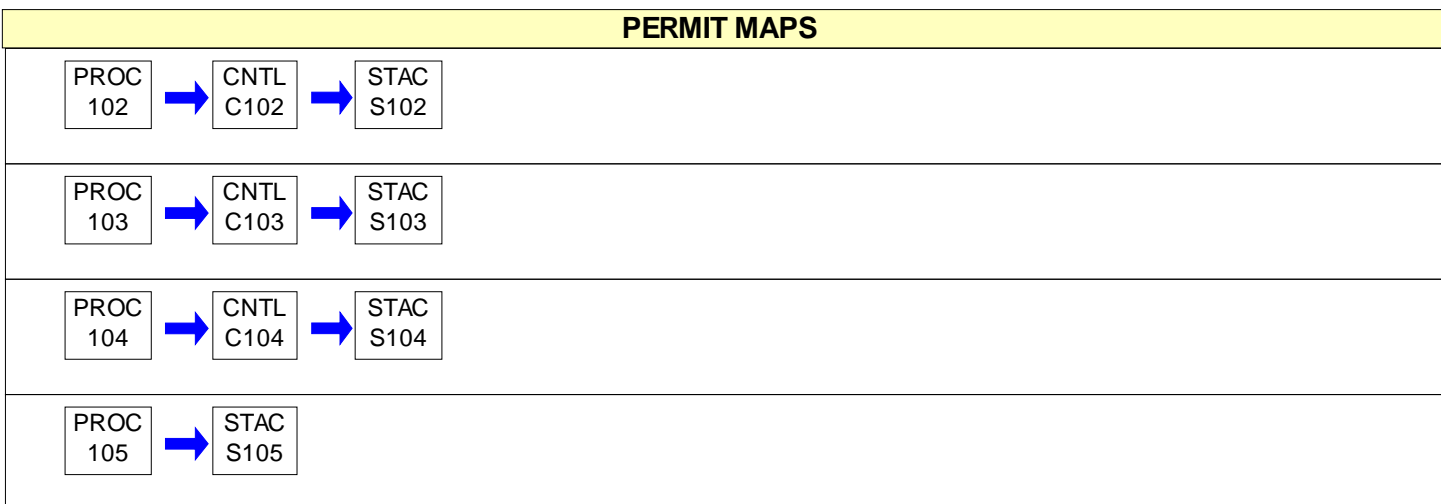 PERMIT MAPS
PROC
102
CNTL
C102
STAC
S102
PROC
103
CNTL
C103
STAC
S103
PROC
104
CNTL
C104
STAC
S104
PROC
105
STAC
S105